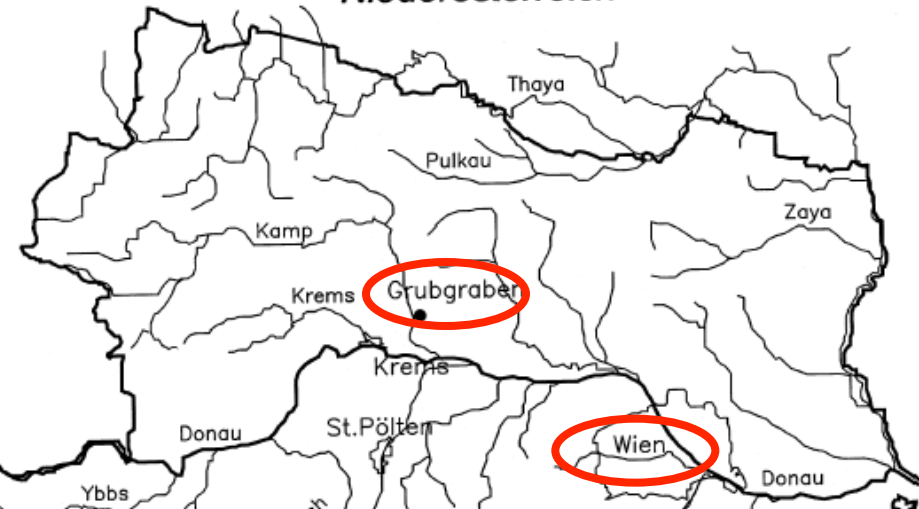 Thaya
Pulkau
Zaya
Kamp
Grubgraben
Krems
Krems
St.Pölten
Donau
Wien
Donau
Ybbs